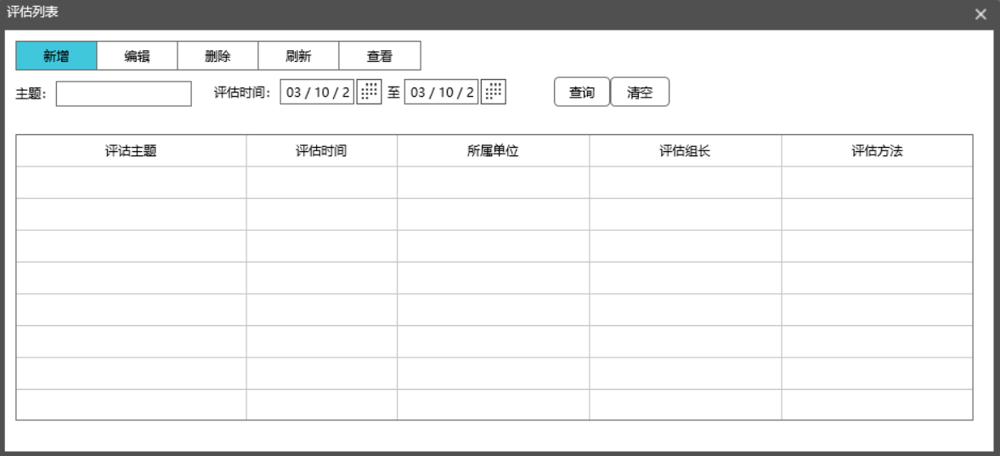 评估列表
新增 编辑 删除 刷新 查看
主题: 评估时间: 03 / 10 / 2 至 03 / 10 / 2 查询 清空
评估主题 评估时间 所属单位 评估组长 评估方法